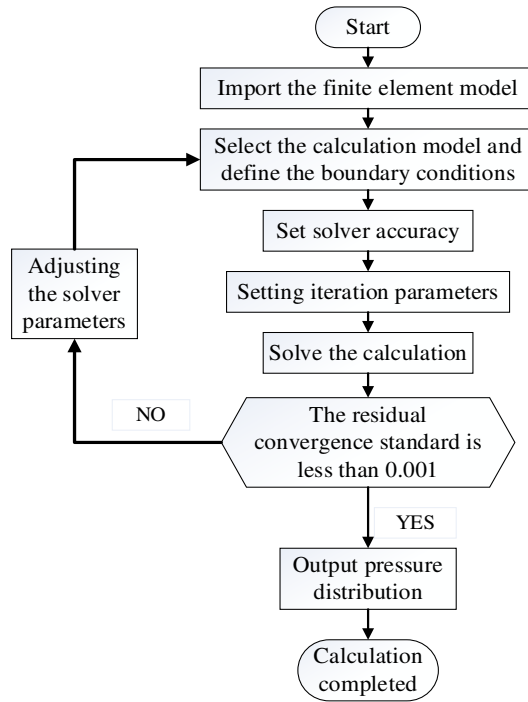 Start
Import the finite element model
Select the calculation model and
define the boundary conditions
Set solver accuracy
Adjusting
the solver
parameters
Setting iteration parameters
Solve the calculation
NO
The residual
convergence standard is
less than 0.001
YES
Output pressure
distribution
Calculation
completed